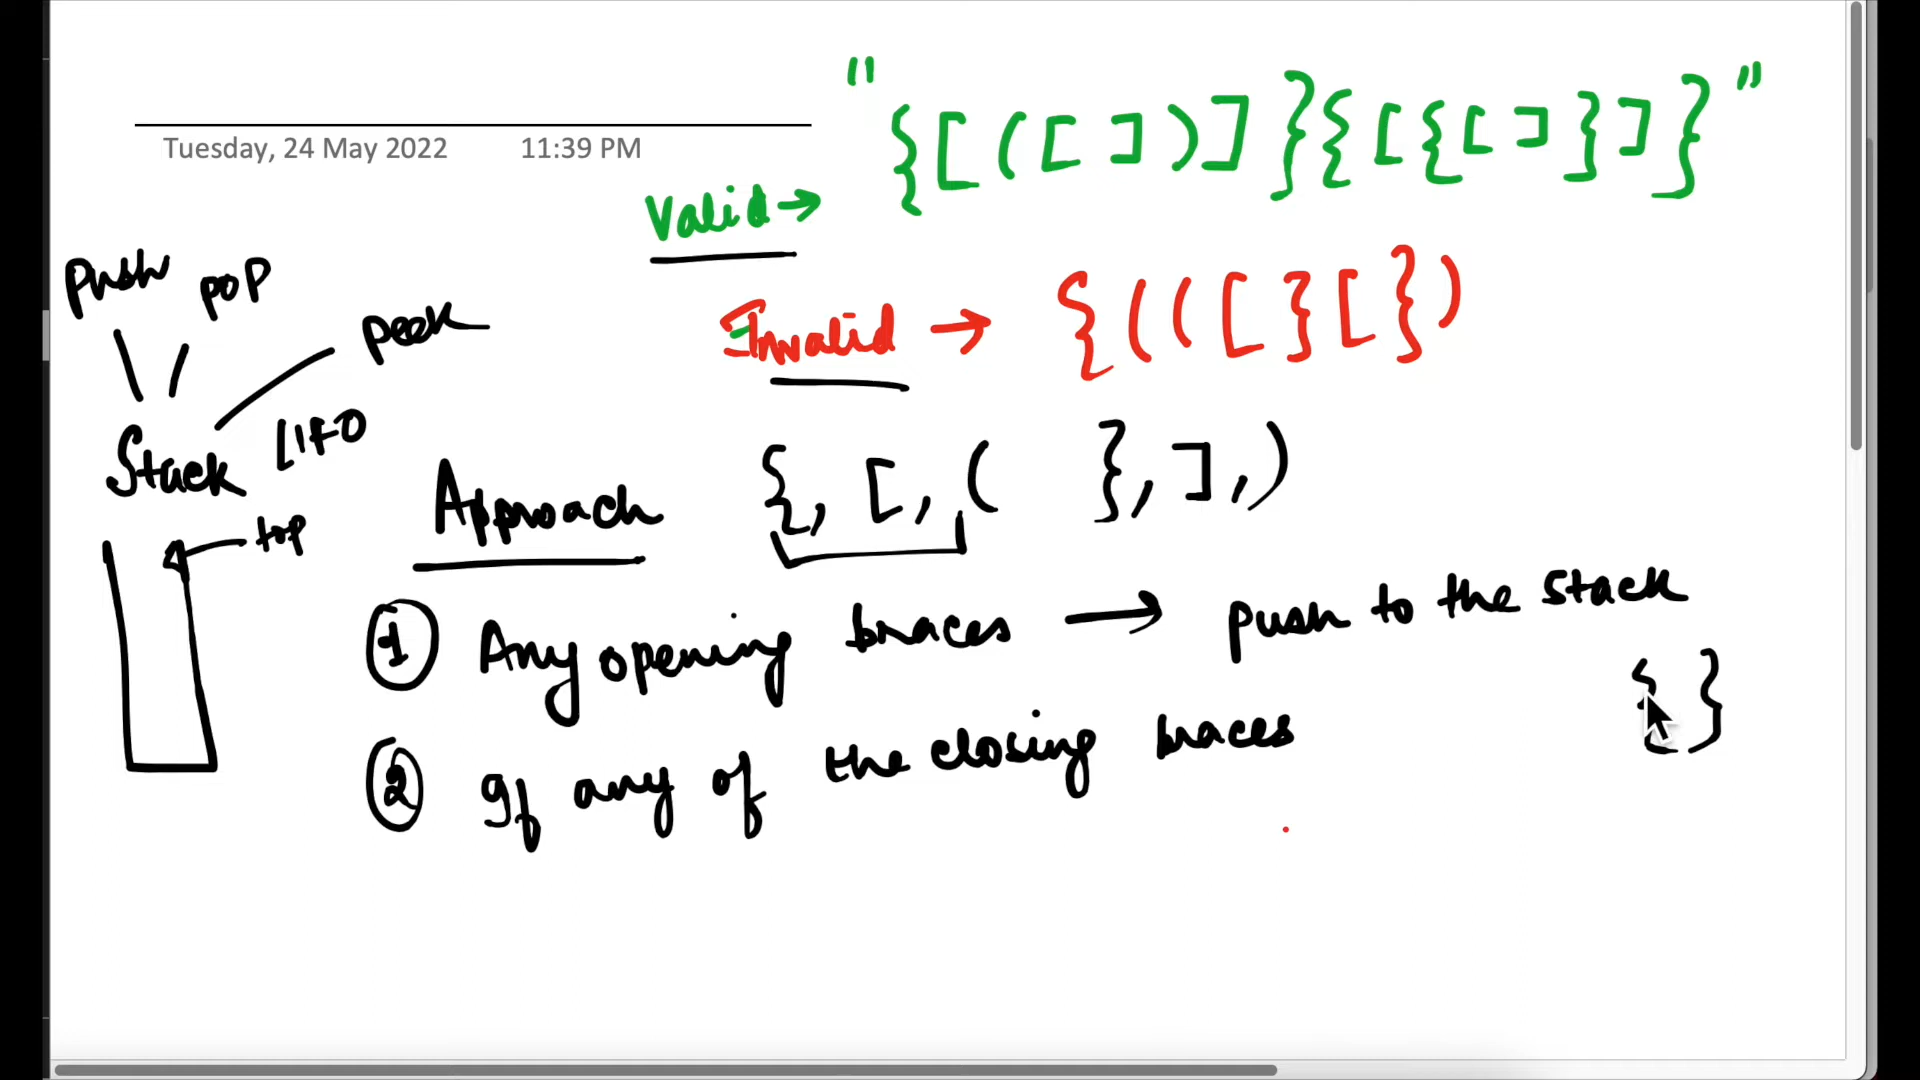 "{[([])]}{[{[]}]}"
Tuesday, 24 May 2022 11:39 PM
Valid →
Invalid → {(([}[})
Push pop peek
Stack LIFO
top
Approach {, [, ( }, ], )
1 Any opening braces → push to the stack
{ }
2 If any of the closing braces